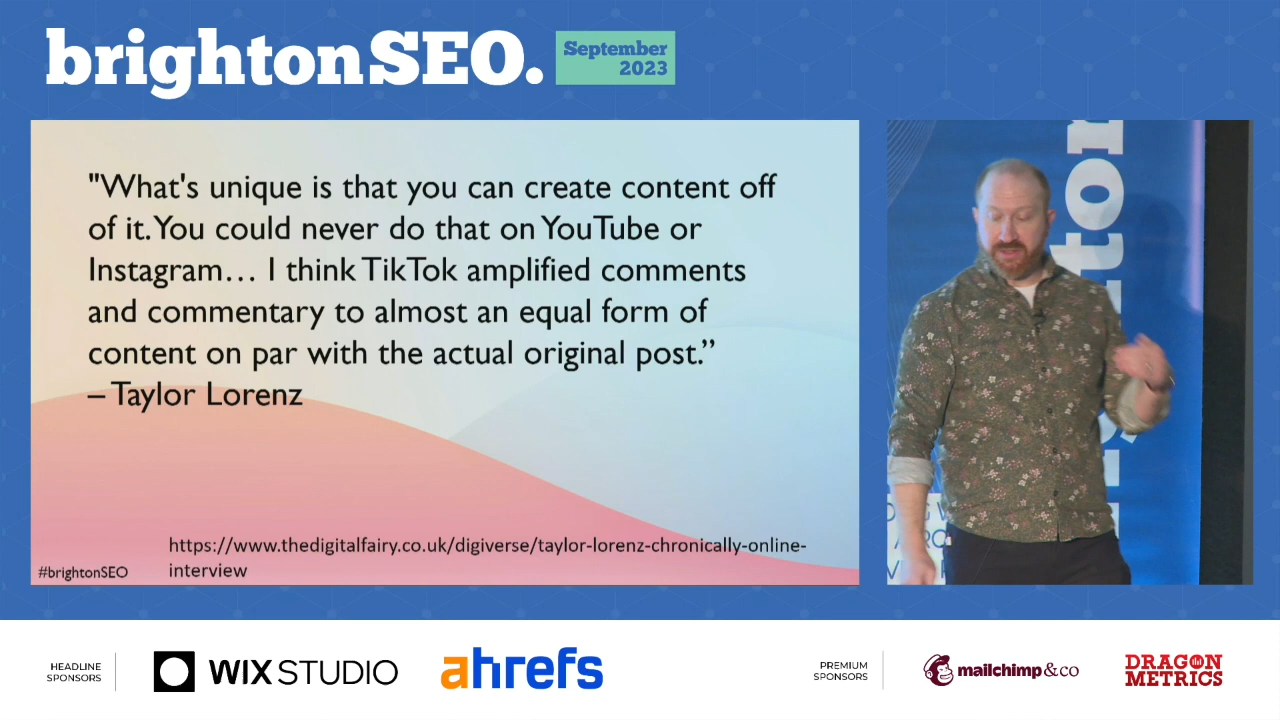 brightonSEO.
September
2023
"What's unique is that you can create content off
of it. You could never do that on YouTube or
Instagram… I think TikTok amplified comments
and commentary to almost an equal form of
content on par with the actual original post.”
– Taylor Lorenz
https://www.thedigitalfairy.co.uk/digiverse/taylor-lorenz-chronically-online-
interview
#brightonSEO
HEADLINE
SPONSORS
WIX STUDIO
ahrefs
PREMIUM
SPONSORS
mailchimp & co
DRAGON
METRICS